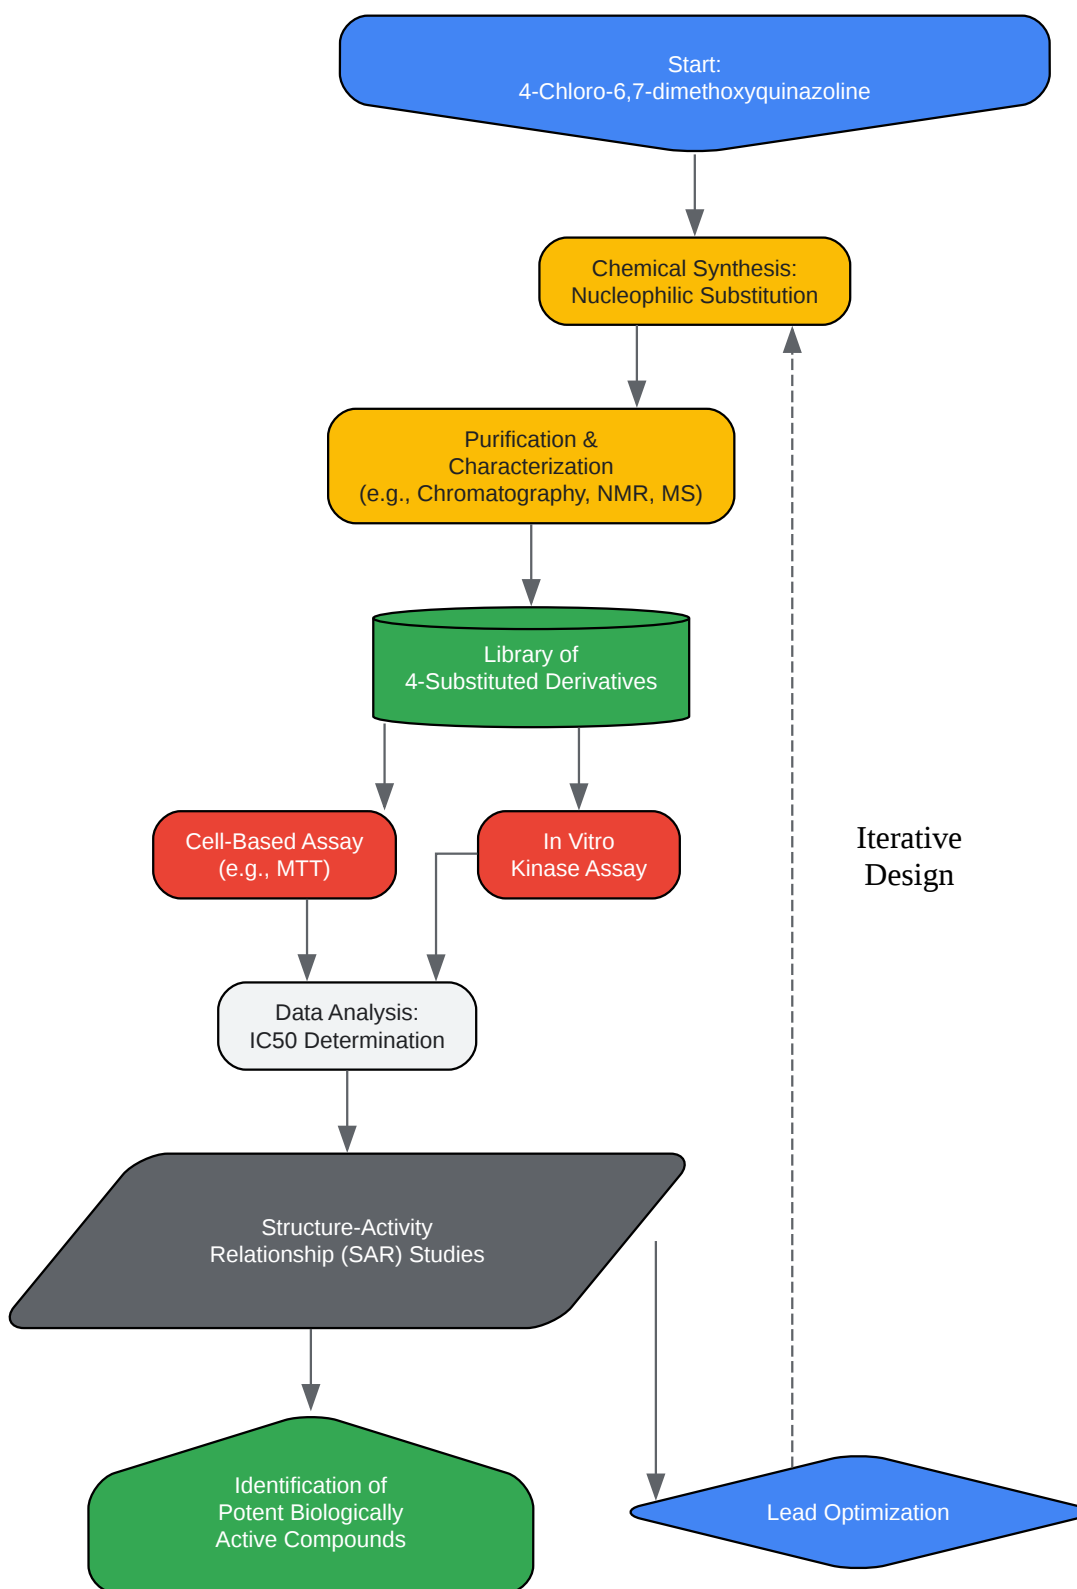 Start:
4-Chloro-6,7-dimethoxyquinazoline
Chemical Synthesis:
Nucleophilic Substitution
Purification &
Characterization
(e.g., Chromatography, NMR, MS)
Library of
4-Substituted Derivatives
Cell-Based Assay
(e.g., MTT)
In Vitro
Kinase Assay
Iterative
Design
Data Analysis:
IC50 Determination
Structure-Activity
Relationship (SAR) Studies
Identification of
Potent Biologically
Active Compounds
Lead Optimization